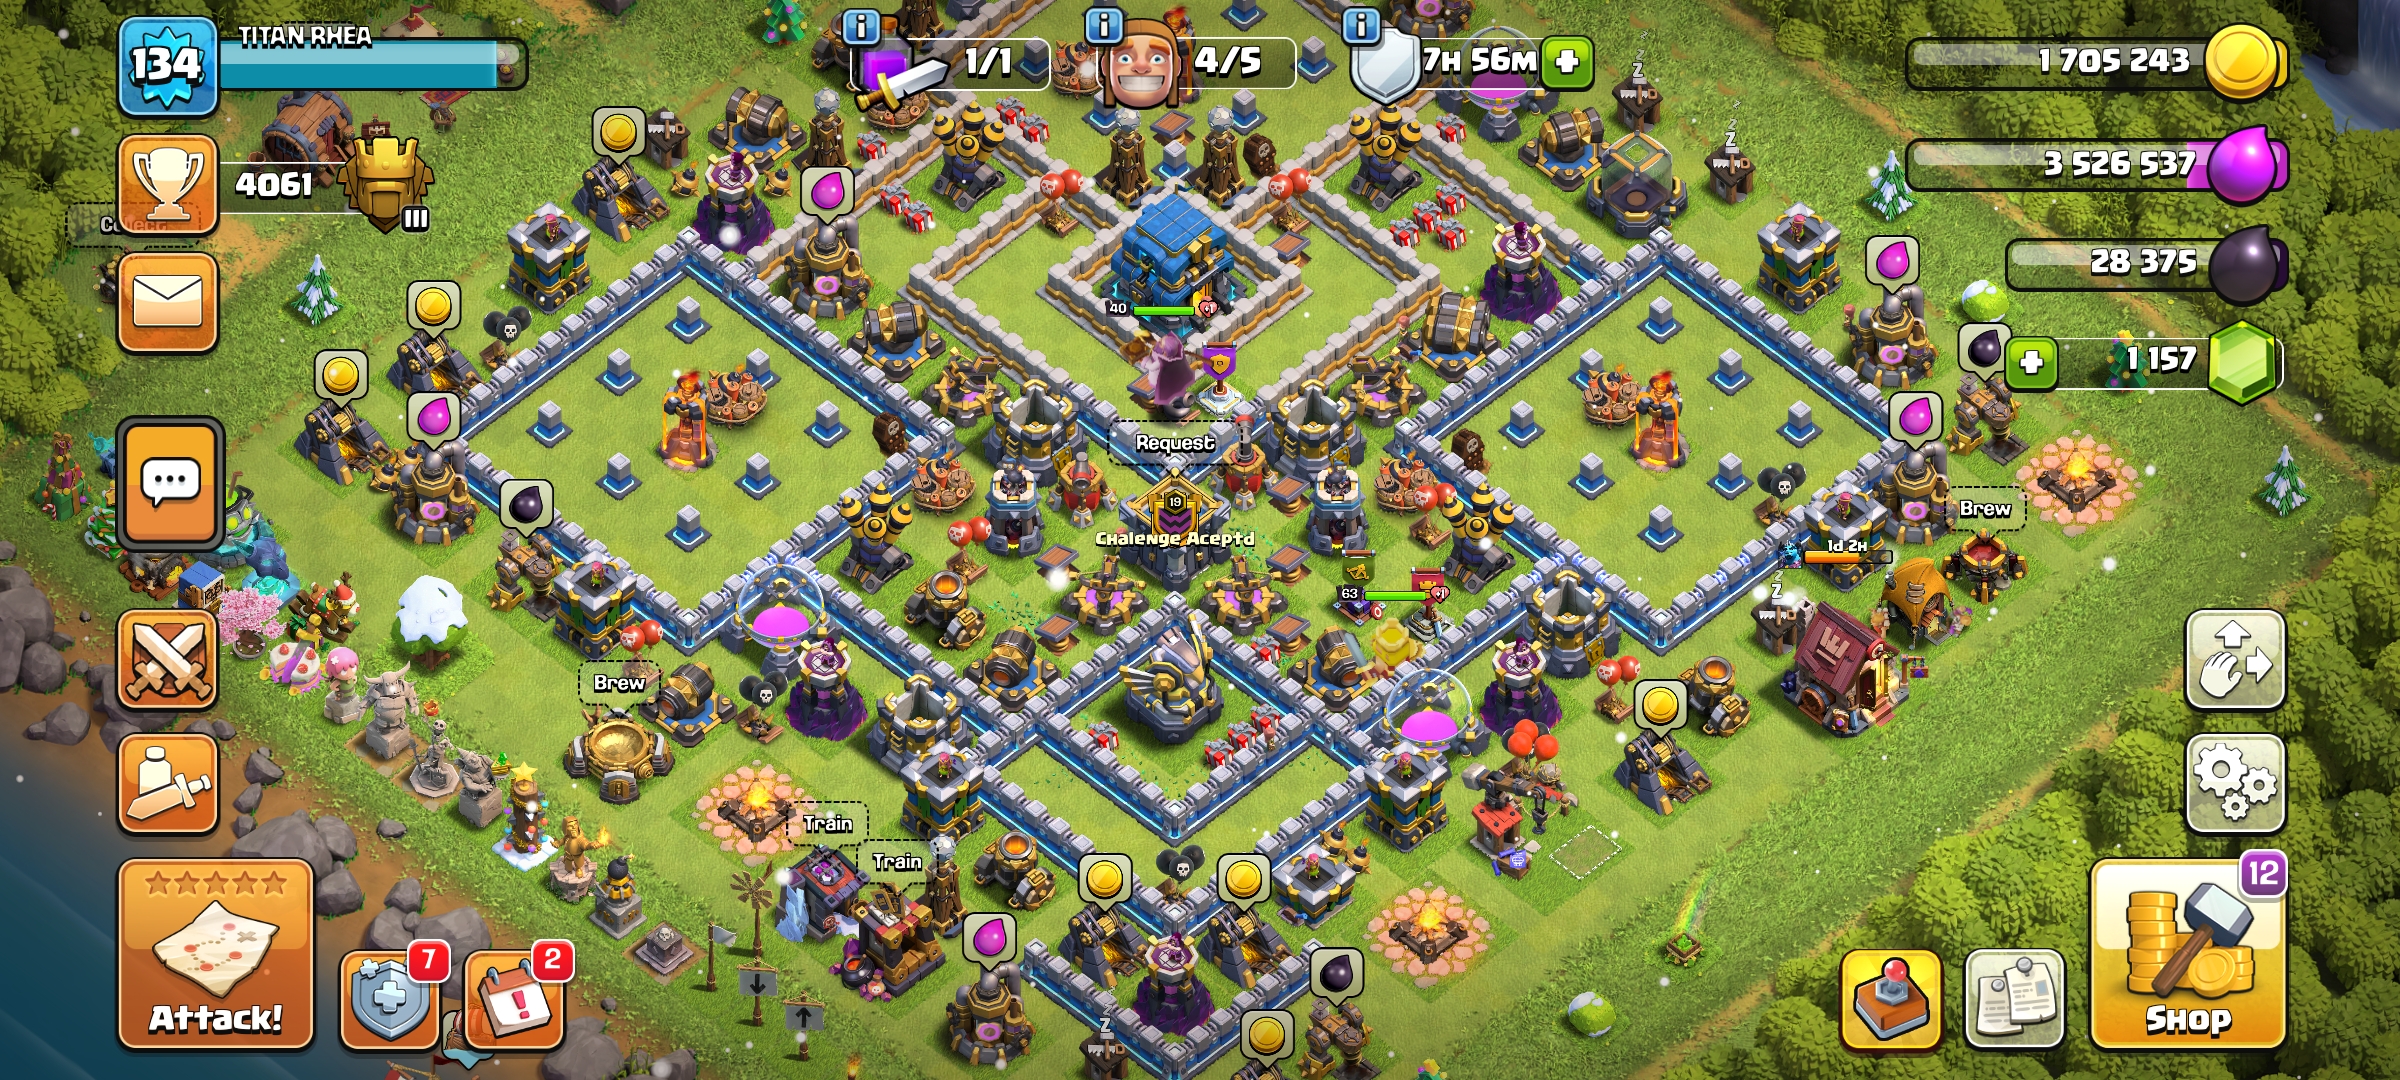 TITAN RHEA
134
1/1
4/5
7H 56M
1 705 243
3 526 537
28 375
1 157
4061
III
40
Request
19
Chalenge Aceptd
63
Brew
1d 2H
Brew
Train
Train
Attack!
7
2
12
Shop